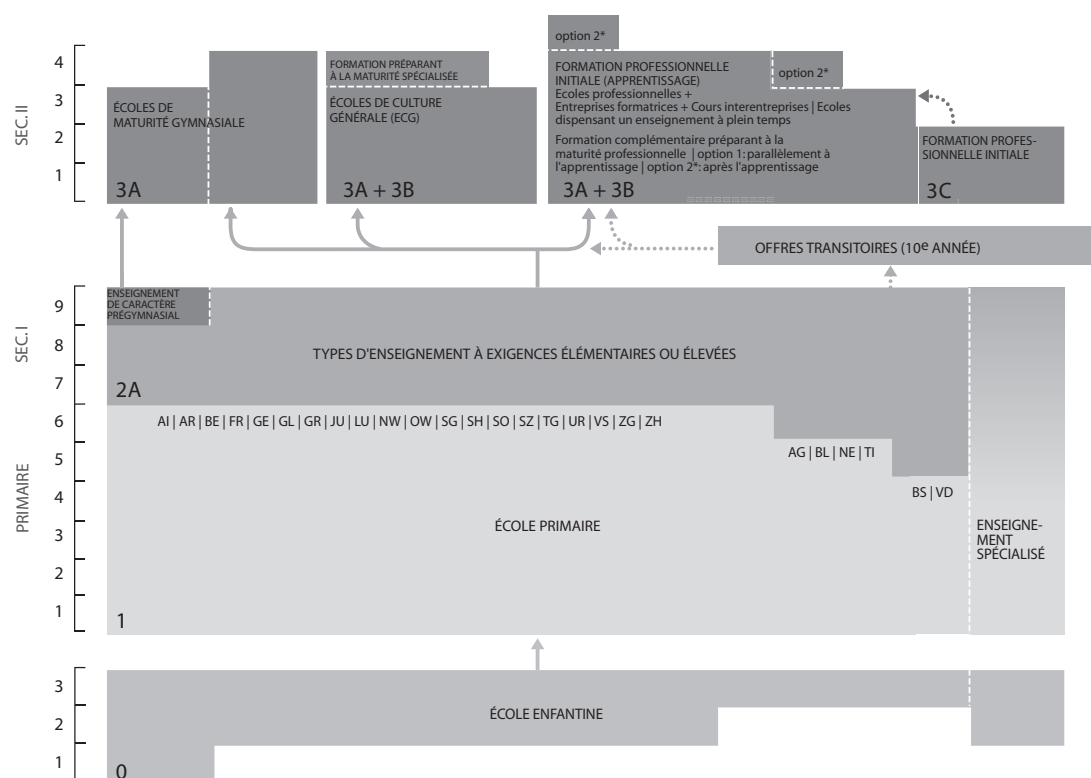 option 2*
4
3
2
1
SEC. II
ÉCOLES DE
MATURITÉ GYMNASIALE
3A
FORMATION PRÉPARANT
À LA MATURITÉ SPÉCIALISÉE
ÉCOLES DE CULTURE
GÉNÉRALE (ECG)
3A + 3B
FORMATION PROFESSIONNELLE
INITIALE (APPRENTISSAGE)
Ecoles professionnelles +
Entreprises formatrices + Cours interentreprises | Ecoles
dispensant un enseignement à plein temps
Formation complémentaire préparant à la
maturité professionnelle | option 1: parallèlement à
l'apprentissage | option 2*: après l'apprentissage
3A + 3B
option 2*
FORMATION PROFES-
SIONNELLE INITIALE
3C
OFFRES TRANSITOIRES (10e ANNÉE)
9
8
7
SEC. I
ENSEIGNEMENT
DE CARACTÈRE
PRÉGYMNASIAL
TYPES D'ENSEIGNEMENT À EXIGENCES ÉLÉMENTAIRES OU ÉLEVÉES
2A
6
5
4
3
2
1
PRIMAIRE
AI | AR | BE | FR | GE | GL | GR | JU | LU | NW | OW | SG | SH | SO | SZ | TG | UR | VS | ZG | ZH
AG | BL | NE | TI
BS | VD
ÉCOLE PRIMAIRE
ENSEIGNE-
MENT
SPÉCIALISÉ
1
3
2
1
ÉCOLE ENFANTINE
0